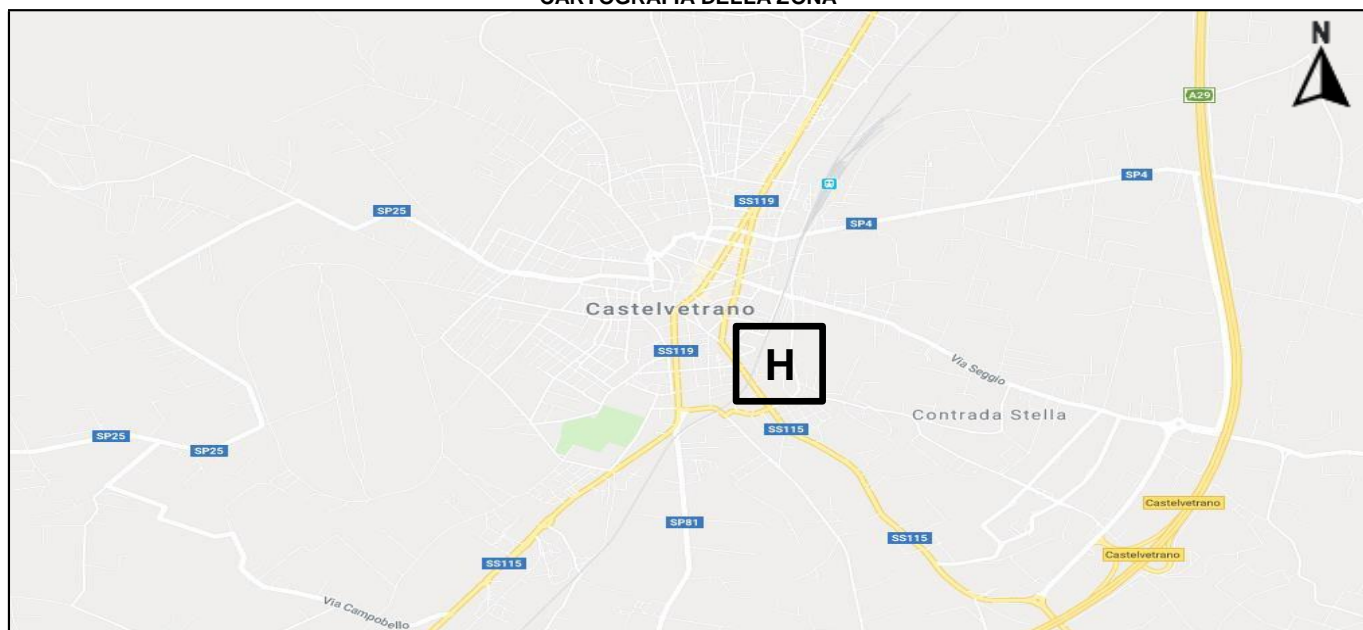 CARTOGRAFIA DELLA ZONA
N
A29
SP4
SS119
SP25
SP4
Castelvetrano
SS119
H
Via Seggio
Contrada Stella
SS115
SP25
SP25
Castelvetrano
SP81
SS115
Castelvetrano
SS115
Via Campobello